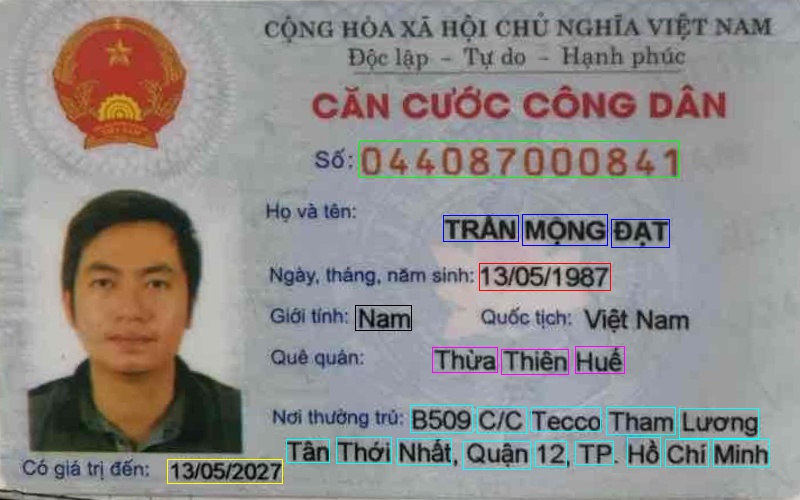 CỘNG HÒA XÃ HỘI CHỦ NGHĨA VIỆT NAM
Độc lập - Tự do - Hạnh phúc
CĂN CƯỚC CÔNG DÂN
Số: 044087000841
Họ và tên:
TRẦN MỘNG ĐẠT
Ngày, tháng, năm sinh: 13/05/1987
Giới tính: Nam Quốc tịch: Việt Nam
Quê quán: Thừa Thiên Huế
Nơi thường trú: B509 C/C Tecco Tham Lương
Tân Thới Nhất, Quận 12, TP. Hồ Chí Minh
Có giá trị đến: 13/05/2027